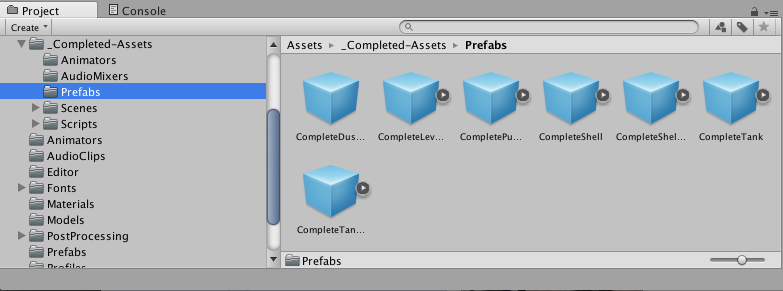 Project
Console
Create
_Completed-Assets
Animators
AudioMixers
Prefabs
Scenes
Scripts
Animators
AudioClips
Editor
Fonts
Materials
Models
PostProcessing
Prefabs
Profiles
Assets ▸ _Completed-Assets ▸ Prefabs
CompleteDus... CompleteLev... CompletePu... CompleteShell CompleteShel... CompleteTank
CompleteTan...
Prefabs